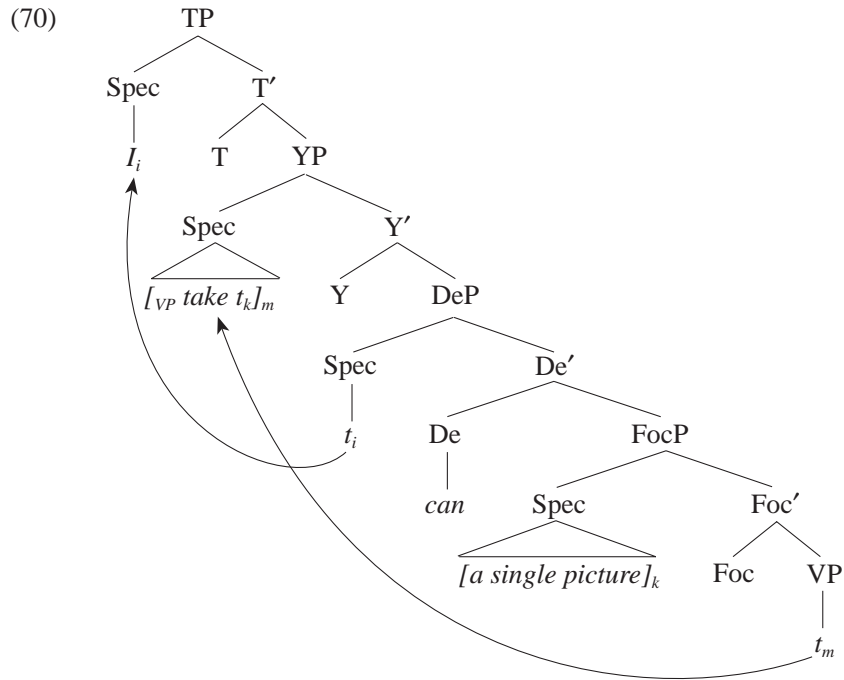 (70) TP
Spec T′
I_i T YP
Spec Y′
[_VP take t_k]_m Y DeP
Spec De′
t_i De FocP
can Spec Foc′
[a single picture]_k Foc VP
t_m